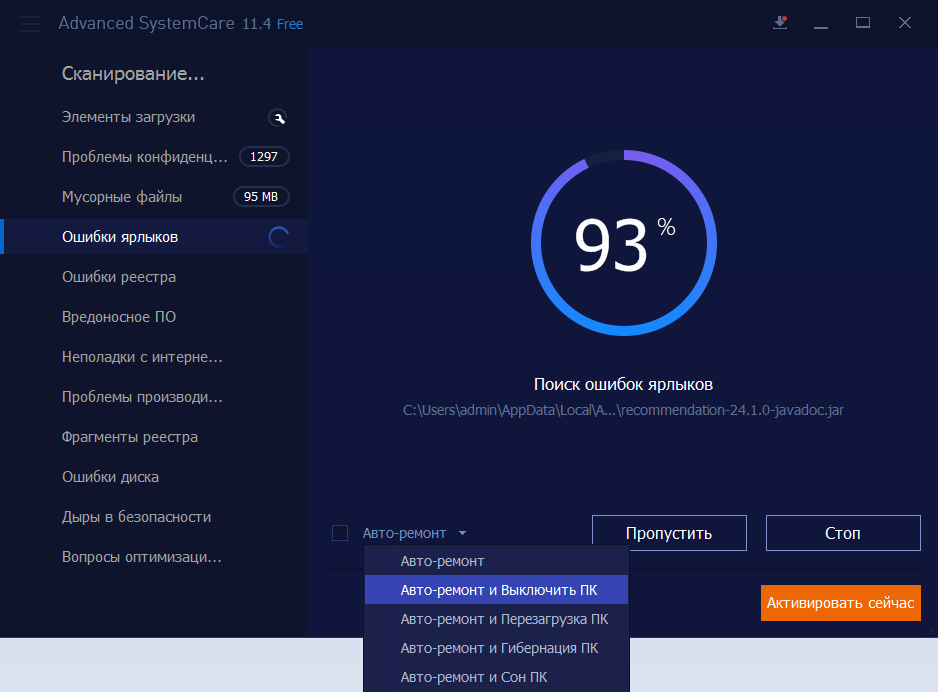 Advanced SystemCare 11.4 Free
Сканирование...
Элементы загрузки
Проблемы конфиденц... 1297
Мусорные файлы 95 MB
Ошибки ярлыков
Ошибки реестра
Вредоносное ПО
Неполадки с интерне...
Проблемы производи...
Фрагменты реестра
Ошибки диска
Дыры в безопасности
Вопросы оптимизаци...
93 %
Поиск ошибок ярлыков
C:\Users\admin\AppData\Local\A...\recommendation-24.1.0-javadoc.jar
Авто-ремонт
Пропустить
Стоп
Авто-ремонт
Авто-ремонт и Выключить ПК
Авто-ремонт и Перезагрузка ПК
Авто-ремонт и Гибернация ПК
Авто-ремонт и Сон ПК
Активировать сейчас